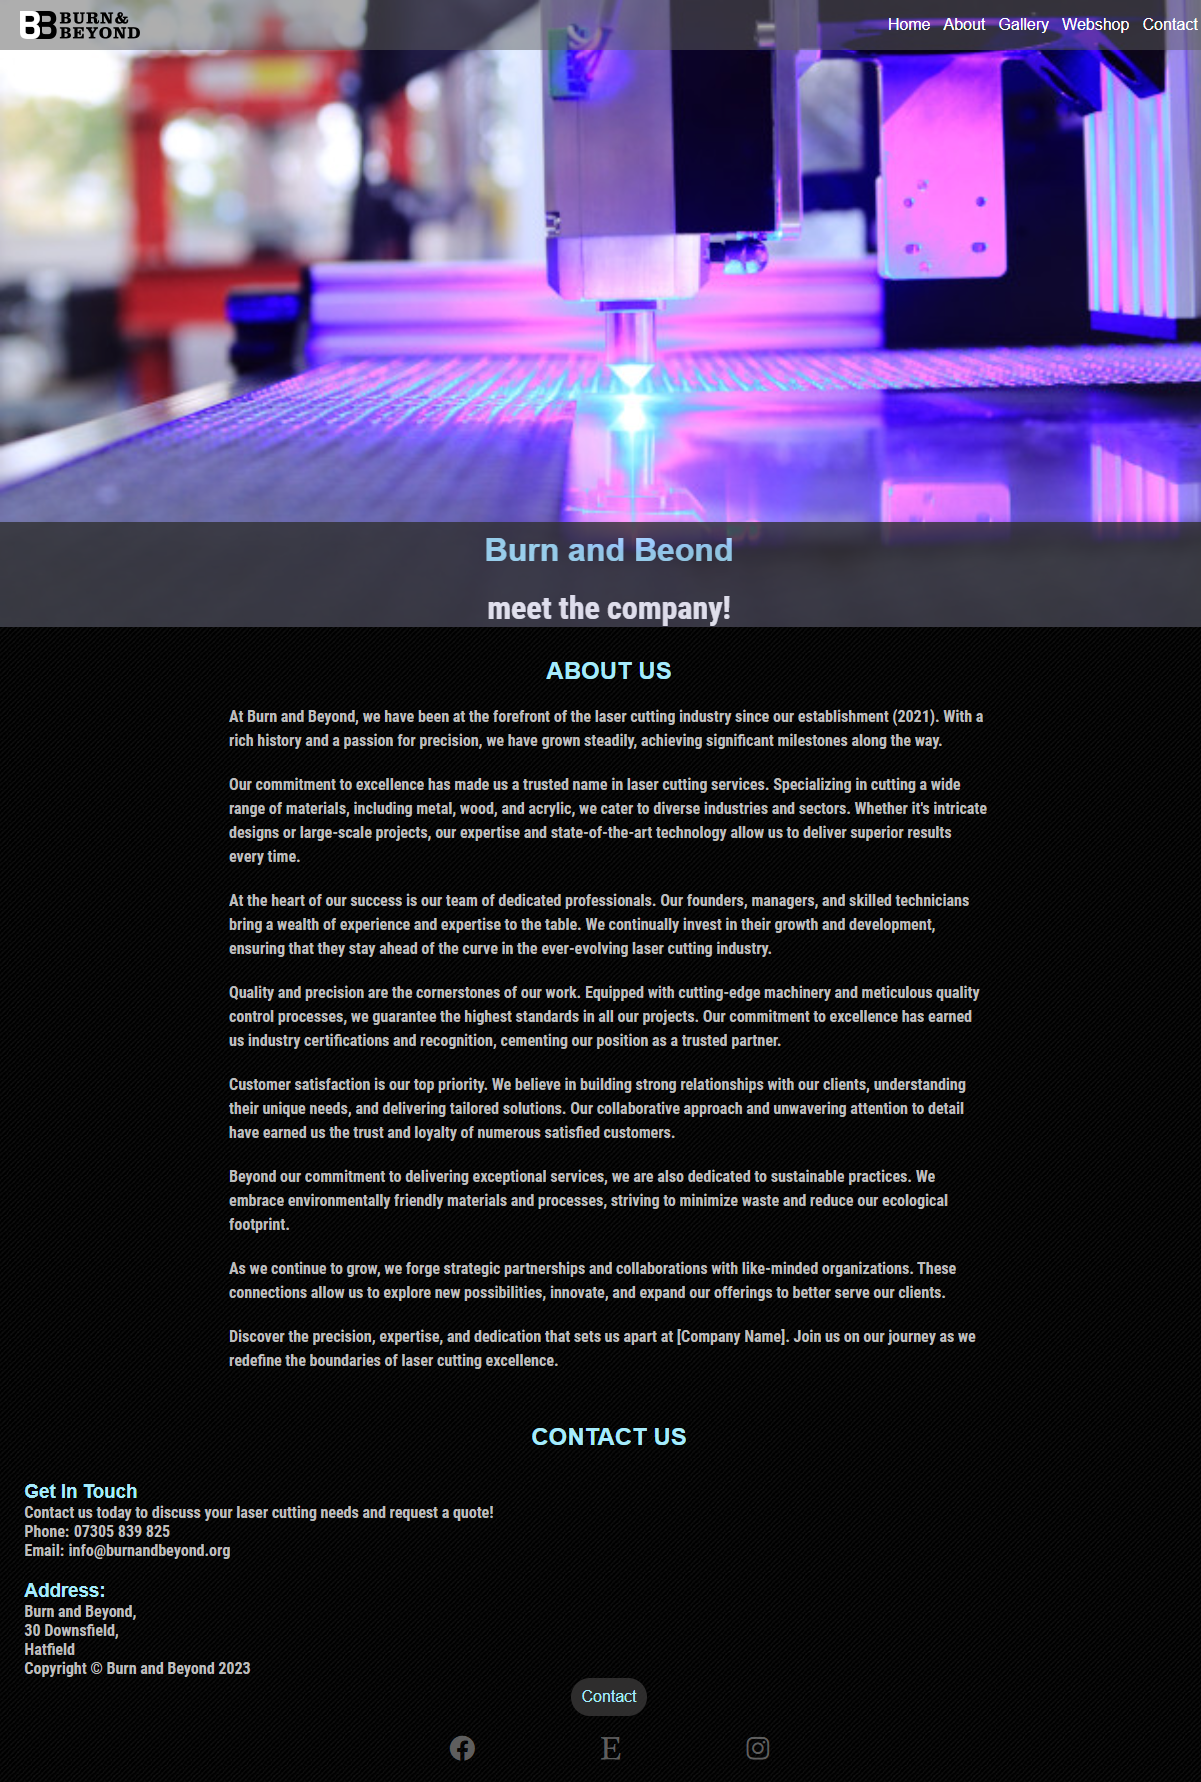 BB BURN&
BEYOND
Home About Gallery Webshop Contact
Burn and Beond
meet the company!
ABOUT US
At Burn and Beyond, we have been at the forefront of the laser cutting industry since our establishment (2021). With a
rich history and a passion for precision, we have grown steadily, achieving significant milestones along the way.
Our commitment to excellence has made us a trusted name in laser cutting services. Specializing in cutting a wide
range of materials, including metal, wood, and acrylic, we cater to diverse industries and sectors. Whether it's intricate
designs or large-scale projects, our expertise and state-of-the-art technology allow us to deliver superior results
every time.
At the heart of our success is our team of dedicated professionals. Our founders, managers, and skilled technicians
bring a wealth of experience and expertise to the table. We continually invest in their growth and development,
ensuring that they stay ahead of the curve in the ever-evolving laser cutting industry.
Quality and precision are the cornerstones of our work. Equipped with cutting-edge machinery and meticulous quality
control processes, we guarantee the highest standards in all our projects. Our commitment to excellence has earned
us industry certifications and recognition, cementing our position as a trusted partner.
Customer satisfaction is our top priority. We believe in building strong relationships with our clients, understanding
their unique needs, and delivering tailored solutions. Our collaborative approach and unwavering attention to detail
have earned us the trust and loyalty of numerous satisfied customers.
Beyond our commitment to delivering exceptional services, we are also dedicated to sustainable practices. We
embrace environmentally friendly materials and processes, striving to minimize waste and reduce our ecological
footprint.
As we continue to grow, we forge strategic partnerships and collaborations with like-minded organizations. These
connections allow us to explore new possibilities, innovate, and expand our offerings to better serve our clients.
Discover the precision, expertise, and dedication that sets us apart at [Company Name]. Join us on our journey as we
redefine the boundaries of laser cutting excellence.
CONTACT US
Get In Touch
Contact us today to discuss your laser cutting needs and request a quote!
Phone: 07305 839 825
Email: info@burnandbeyond.org
Address:
Burn and Beyond,
30 Downsfield,
Hatfield
Copyright © Burn and Beyond 2023
Contact
E